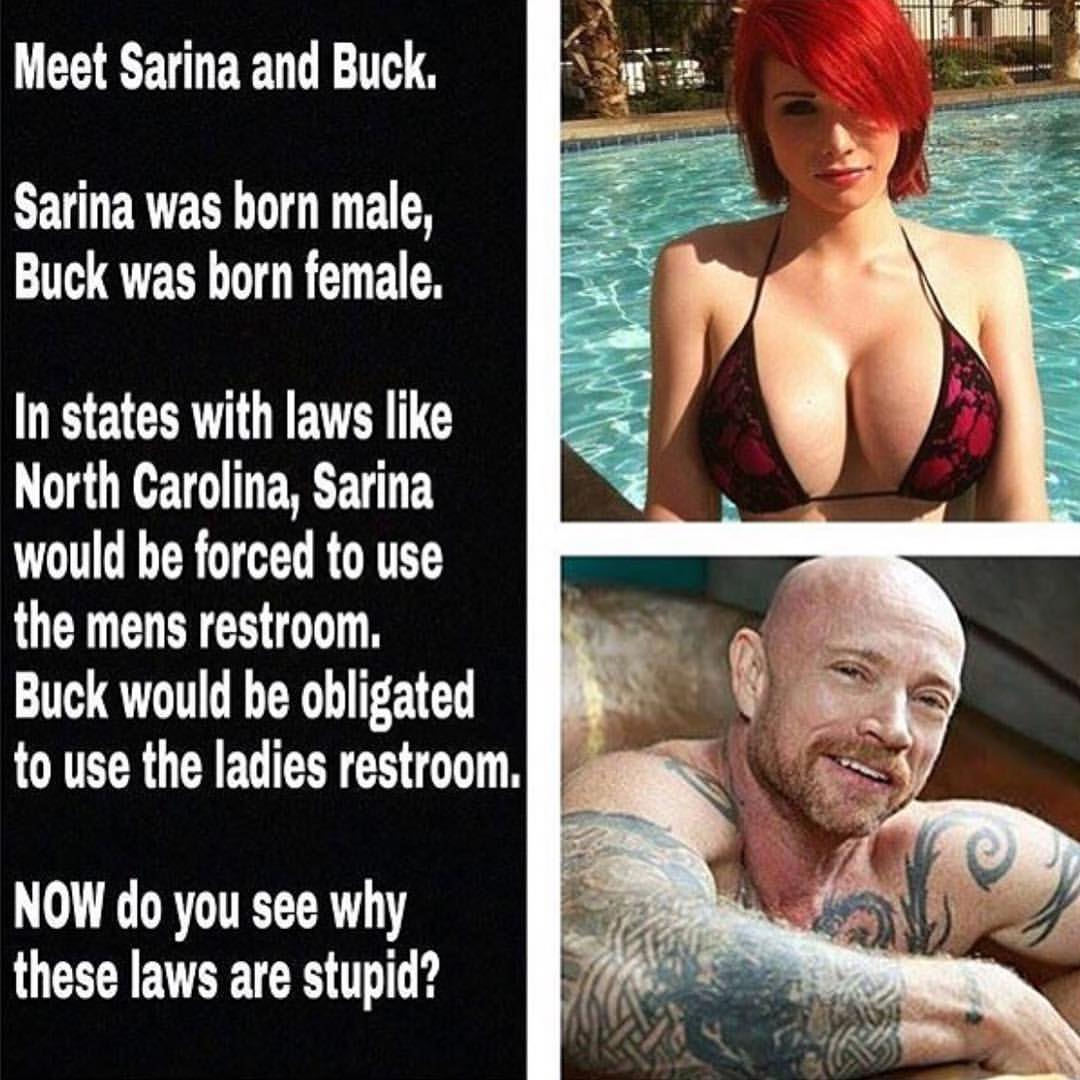 Meet Sarina and Buck.
Sarina was born male,
Buck was born female.
In states with laws like
North Carolina, Sarina
would be forced to use
the mens restroom.
Buck would be obligated
to use the ladies restroom.
NOW do you see why
these laws are stupid?